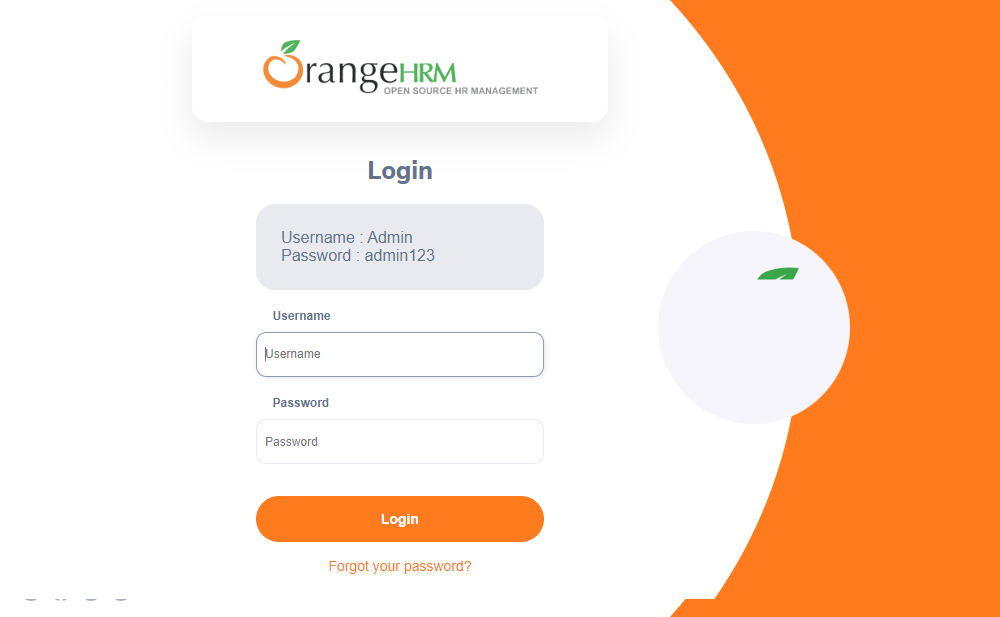 OrangeHRM
OPEN SOURCE HR MANAGEMENT
Login
Username : Admin
Password : admin123
Username
Username
Password
Password
Login
Forgot your password?